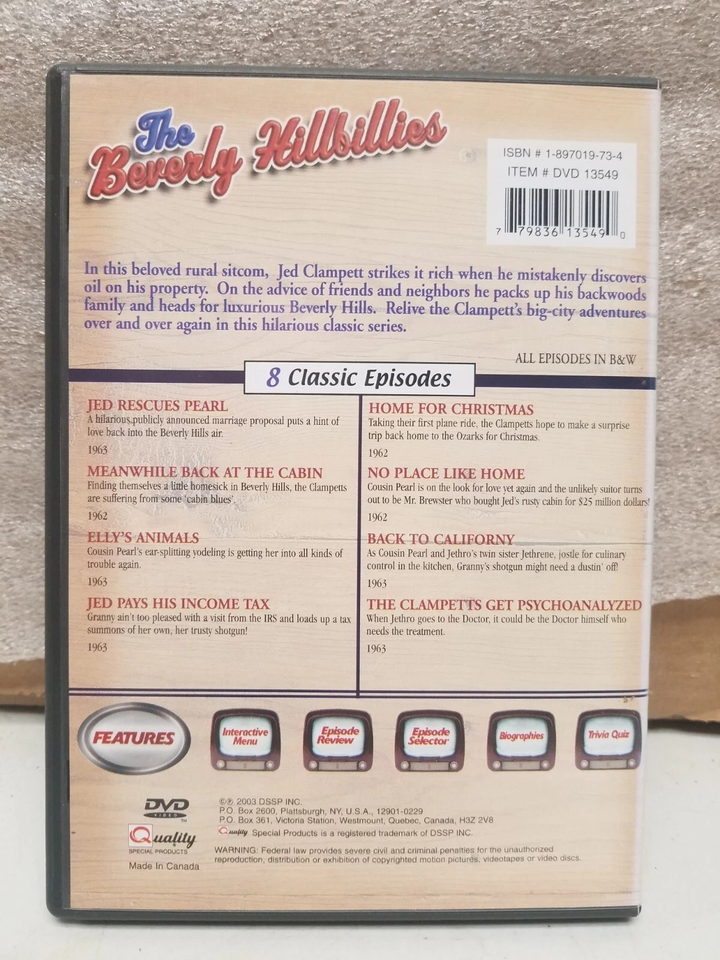 The
Beverly Hillbillies
ISBN # 1-897019-73-4
ITEM # DVD 13549
7 79836 13549 0
In this beloved rural sitcom, Jed Clampett strikes it rich when he mistakenly discovers
oil on his property. On the advice of friends and neighbors he packs up his backwoods
family and heads for luxurious Beverly Hills. Relive the Clampett's big-city adventures
over and over again in this hilarious classic series.
ALL EPISODES IN B&W
8 Classic Episodes
JED RESCUES PEARL
A hilarious,publicly announced marriage proposal puts a hint of
love back into the Beverly Hills air.
1963
MEANWHILE BACK AT THE CABIN
Finding themselves a little homesick in Beverly Hills, the Clampetts
are suffering from some 'cabin blues'.
1962
ELLY'S ANIMALS
Cousin Pearl's ear-splitting yodeling is getting her into all kinds of
trouble again.
1963
JED PAYS HIS INCOME TAX
Granny ain't too pleased with a visit from the IRS and loads up a tax
summons of her own, her trusty shotgun!
1963
HOME FOR CHRISTMAS
Taking their first plane ride, the Clampetts hope to make a surprise
trip back home to the Ozarks for Christmas.
1962
NO PLACE LIKE HOME
Cousin Pearl is on the look for love yet again and the unlikely suitor turns
out to be Mr. Brewster who bought Jed's rusty cabin for $25 million dollars!
1962
BACK TO CALIFORNY
As Cousin Pearl and Jethro's twin sister Jethrene, jostle for culinary
control in the kitchen, Granny's shotgun might need a dustin' off!
1963
THE CLAMPETTS GET PSYCHOANALYZED
When Jethro goes to the Doctor, it could be the Doctor himself who
needs the treatment.
1963
FEATURES
Interactive
Menu
Episode
Review
Episode
Selector
Biographies
Trivia Quiz
DVD
VIDEO
TM
Quality
SPECIAL PRODUCTS
Made In Canada
©℗ 2003 DSSP INC.
P.O. Box 2600, Plattsburgh, NY, U.S.A., 12901-0229
P.O. Box 361, Victoria Station, Westmount, Quebec, Canada, H3Z 2V8
Quality Special Products is a registered trademark of DSSP INC.
WARNING: Federal law provides severe civil and criminal penalties for the unauthorized
reproduction, distribution or exhibition of copyrighted motion pictures, videotapes or video discs.